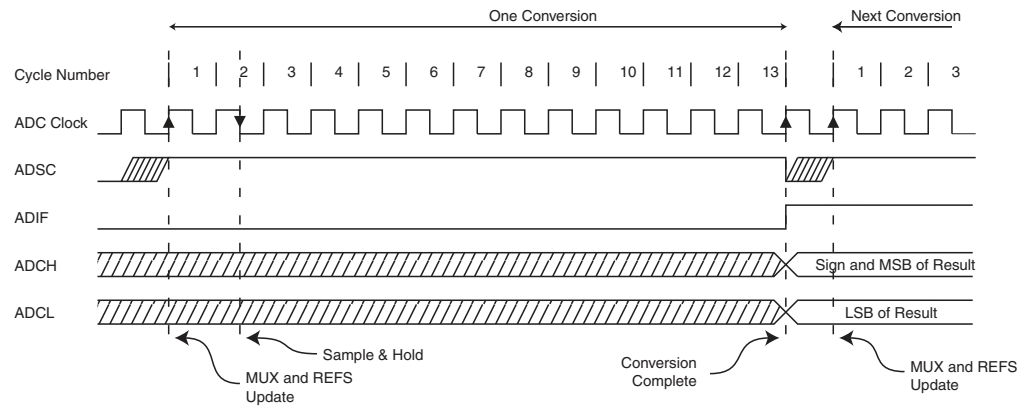 One Conversion
Next Conversion
Cycle Number
1 2 3 4 5 6 7 8 9 10 11 12 13 1 2 3
ADC Clock
ADSC
ADIF
ADCH
Sign and MSB of Result
ADCL
LSB of Result
Sample & Hold
MUX and REFS
Update
Conversion
Complete
MUX and REFS
Update